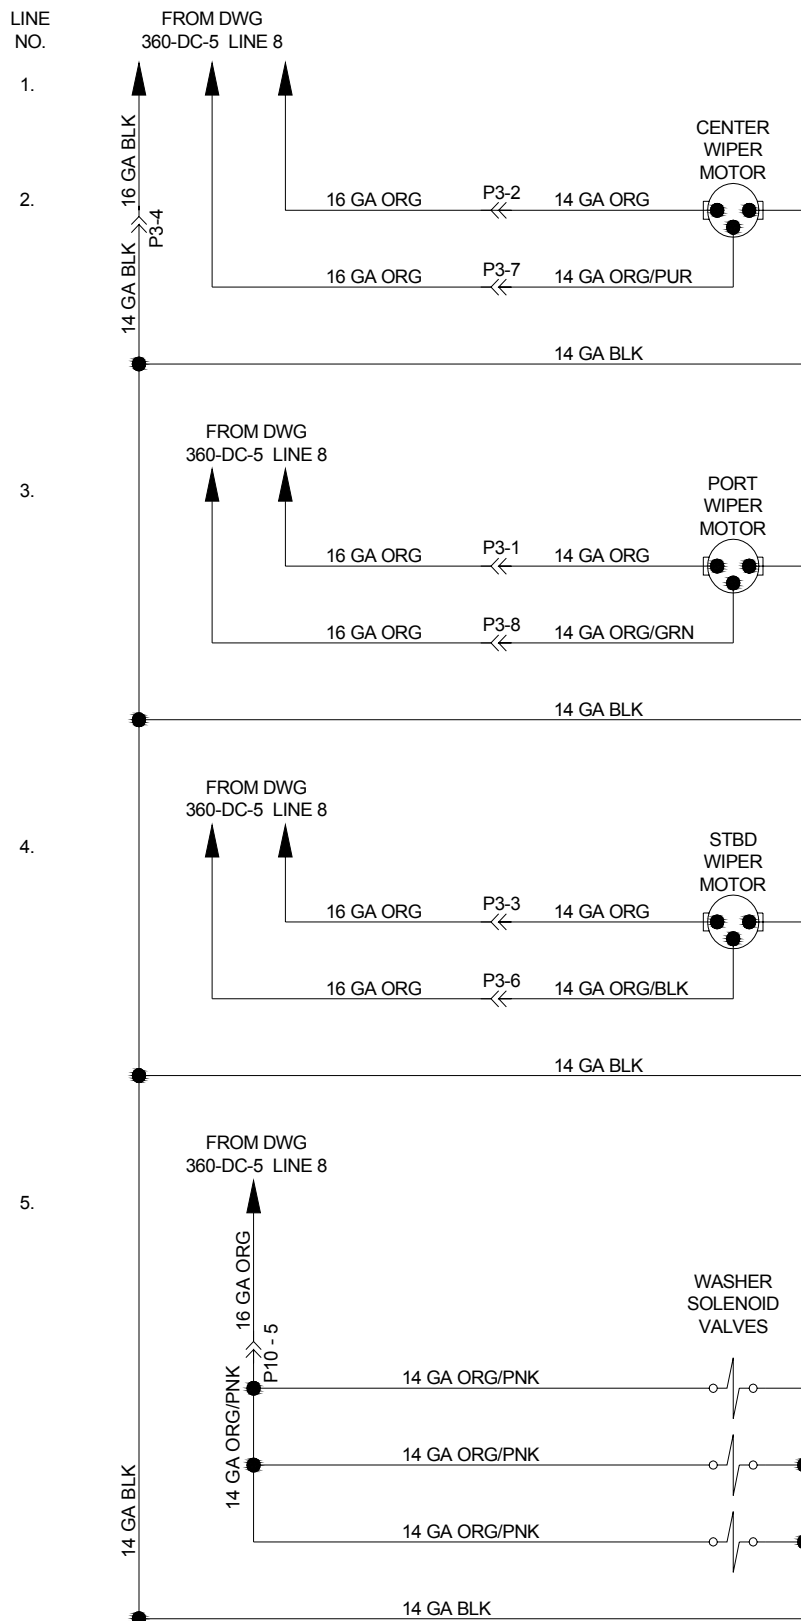 LINE
NO.
FROM DWG
360-DC-5 LINE 8
1.
16 GA BLK
CENTER
WIPER
MOTOR
2.
16 GA ORG
P3-2
14 GA ORG
P3-4
14 GA BLK
16 GA ORG
P3-7
14 GA ORG/PUR
14 GA BLK
FROM DWG
360-DC-5 LINE 8
3.
PORT
WIPER
MOTOR
16 GA ORG
P3-1
14 GA ORG
16 GA ORG
P3-8
14 GA ORG/GRN
14 GA BLK
FROM DWG
360-DC-5 LINE 8
4.
STBD
WIPER
MOTOR
16 GA ORG
P3-3
14 GA ORG
16 GA ORG
P3-6
14 GA ORG/BLK
14 GA BLK
FROM DWG
360-DC-5 LINE 8
5.
16 GA ORG
WASHER
SOLENOID
VALVES
P10 - 5
14 GA ORG/PNK
14 GA ORG/PNK
14 GA ORG/PNK
14 GA ORG/PNK
14 GA BLK
14 GA BLK